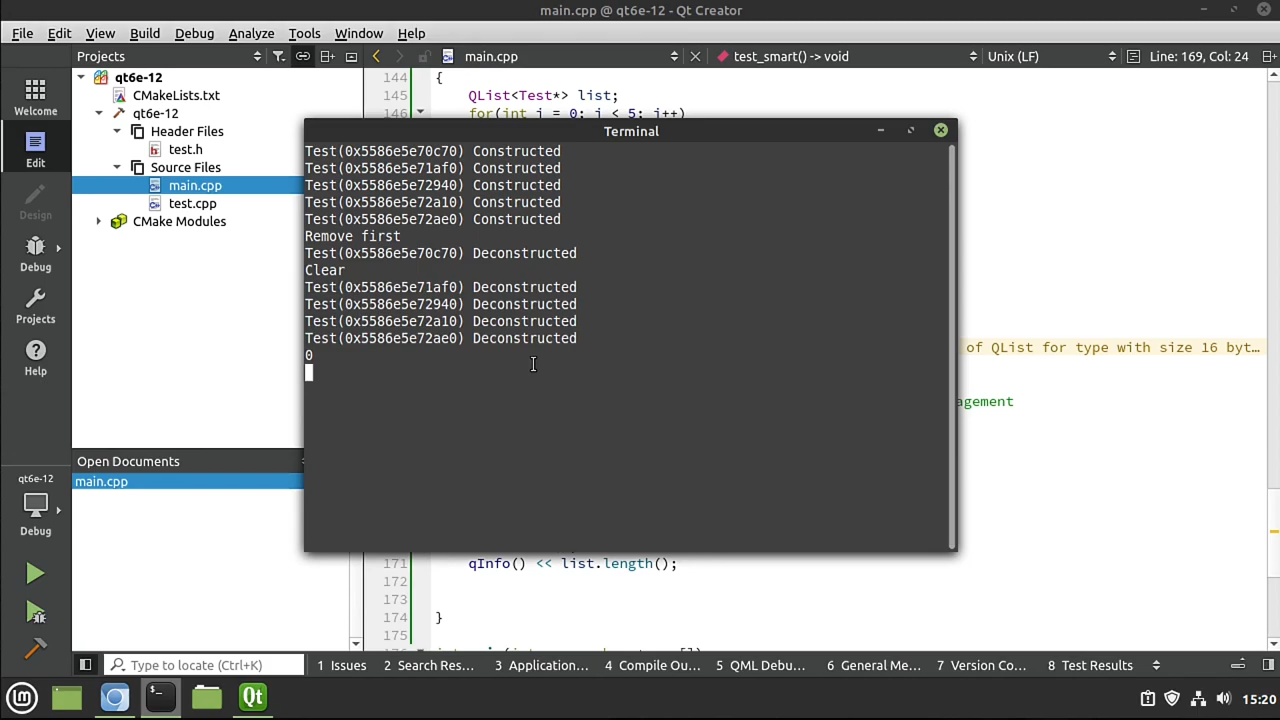 main.cpp @ qt6e-12 - Qt Creator
File Edit View Build Debug Analyze Tools Window Help
Projects main.cpp test_smart() -> void Unix (LF) Line: 169, Col: 24
Welcome
Edit
Design
Debug
Projects
Help
qt6e-12
Debug
qt6e-12
CMakeLists.txt
qt6e-12
Header Files
test.h
Source Files
main.cpp
test.cpp
CMake Modules
Open Documents
main.cpp
144 {
145 QList<Test*> list;
146 for(int i = 0; i < 5; i++)
Terminal
Test(0x5586e5e70c70) Constructed
Test(0x5586e5e71af0) Constructed
Test(0x5586e5e72940) Constructed
Test(0x5586e5e72a10) Constructed
Test(0x5586e5e72ae0) Constructed
Remove first
Test(0x5586e5e70c70) Deconstructed
Clear
Test(0x5586e5e71af0) Deconstructed
Test(0x5586e5e72940) Deconstructed
Test(0x5586e5e72a10) Deconstructed
Test(0x5586e5e72ae0) Deconstructed
0
of QList for type with size 16 byt…
agement
171 qInfo() << list.length();
172
173
174 }
175
Type to locate (Ctrl+K) 1 Issues 2 Search Res... 3 Application... 4 Compile Ou... 5 QML Debu... 6 General Me... 7 Version Co... 8 Test Results
15:20